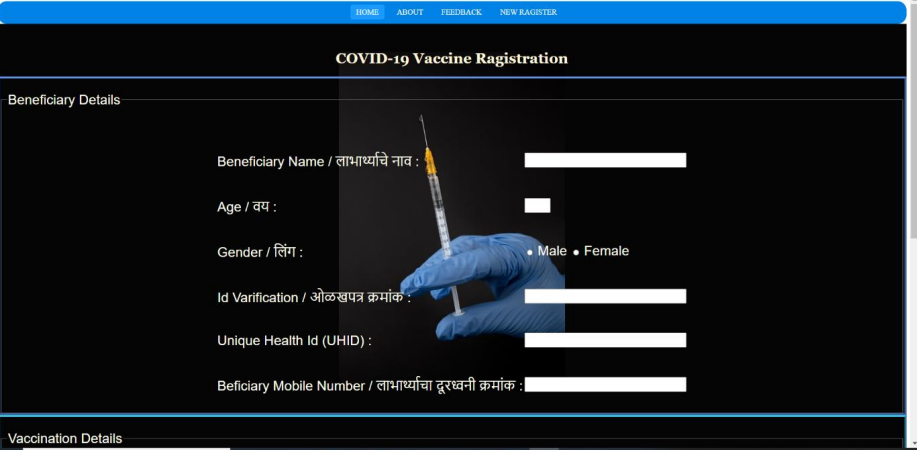 HOME ABOUT FEEDBACK NEW RAGISTER
COVID-19 Vaccine Ragistration
Beneficiary Details
Beneficiary Name / लाभार्थ्याचे नाव :
Age / वय :
Gender / लिंग :
Male Female
Id Varification / ओळखपत्र क्रमांक :
Unique Health Id (UHID) :
Beficiary Mobile Number / लाभार्थ्याचा दूरध्वनी क्रमांक :
Vaccination Details